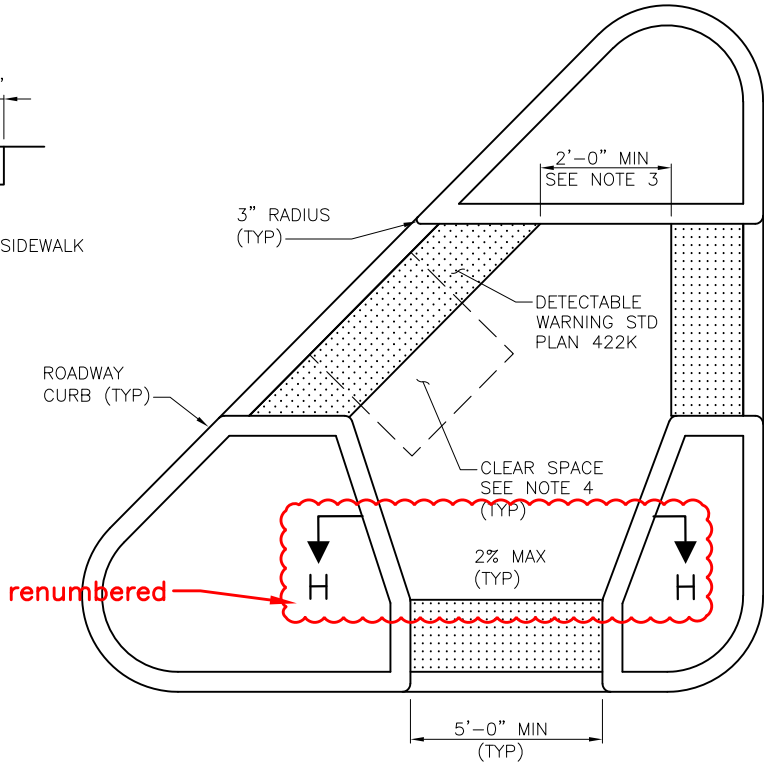 ’
2’-0” MIN
SEE NOTE 3
3” RADIUS
(TYP)
SIDEWALK
DETECTABLE
WARNING STD
PLAN 422K
ROADWAY
CURB (TYP)
CLEAR SPACE
SEE NOTE 4
(TYP)
2% MAX
(TYP)
H
H
renumbered
5’-0” MIN
(TYP)